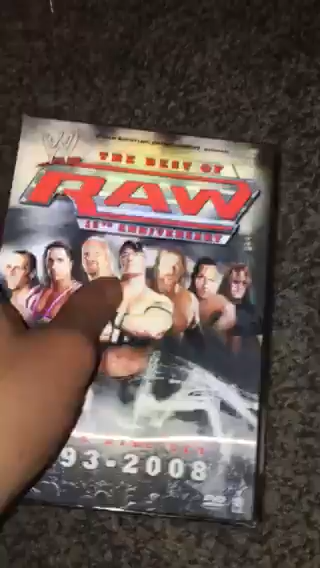 THE BEST OF
RAW
15TH ANNIVERSARY
93-2008
DVD